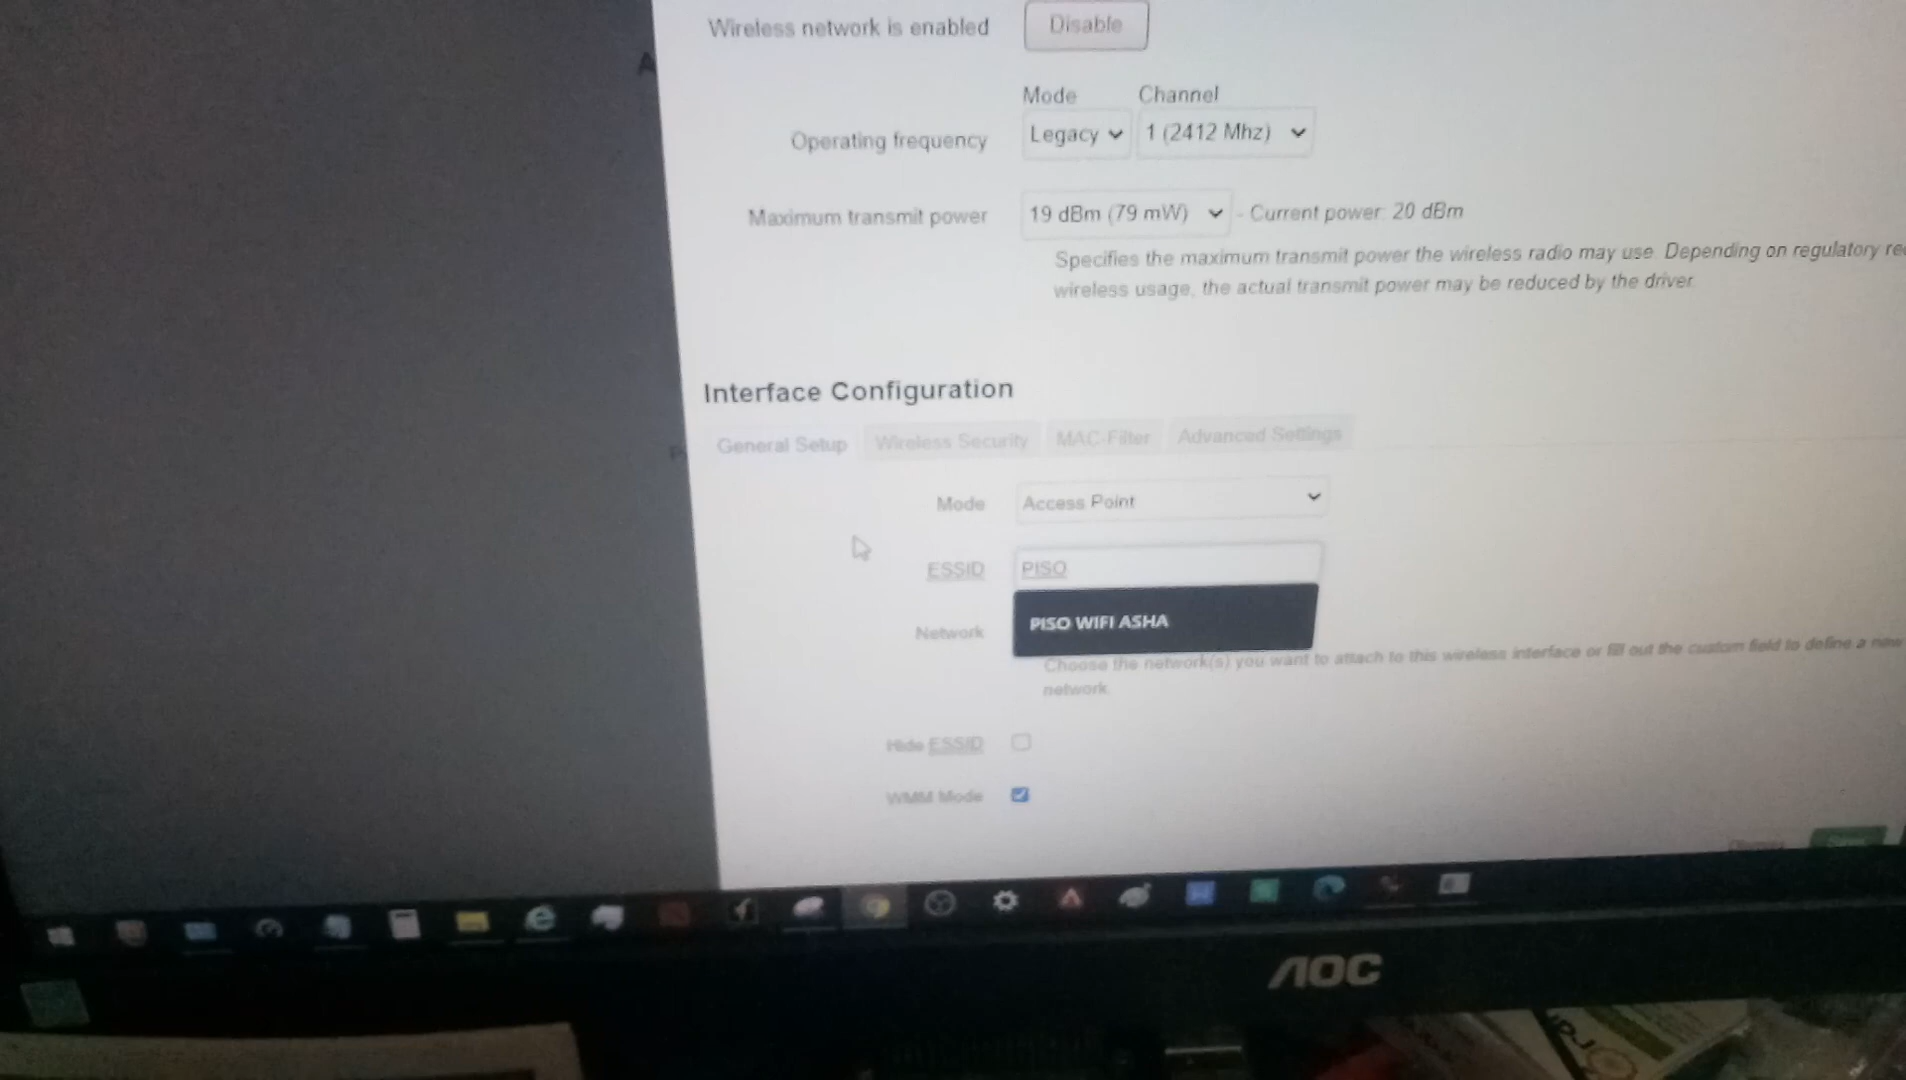 Wireless network is enabled
Disable
Mode
Channel
Operating frequency
Legacy
1 (2412 Mhz)
Maximum transmit power
19 dBm (79 mW)
- Current power: 20 dBm
Specifies the maximum transmit power the wireless radio may use. Depending on regulatory
wireless usage, the actual transmit power may be reduced by the driver.
Interface Configuration
General Setup
Wireless Security
MAC-Filter
Advanced Settings
Mode
Access Point
ESSID
PISO
PISO WIFI ASHA
Network
Choose the network(s) you want to attach to this wireless interface or fill out the custom field to define a new
network.
Hide ESSID
WMM Mode
AOC